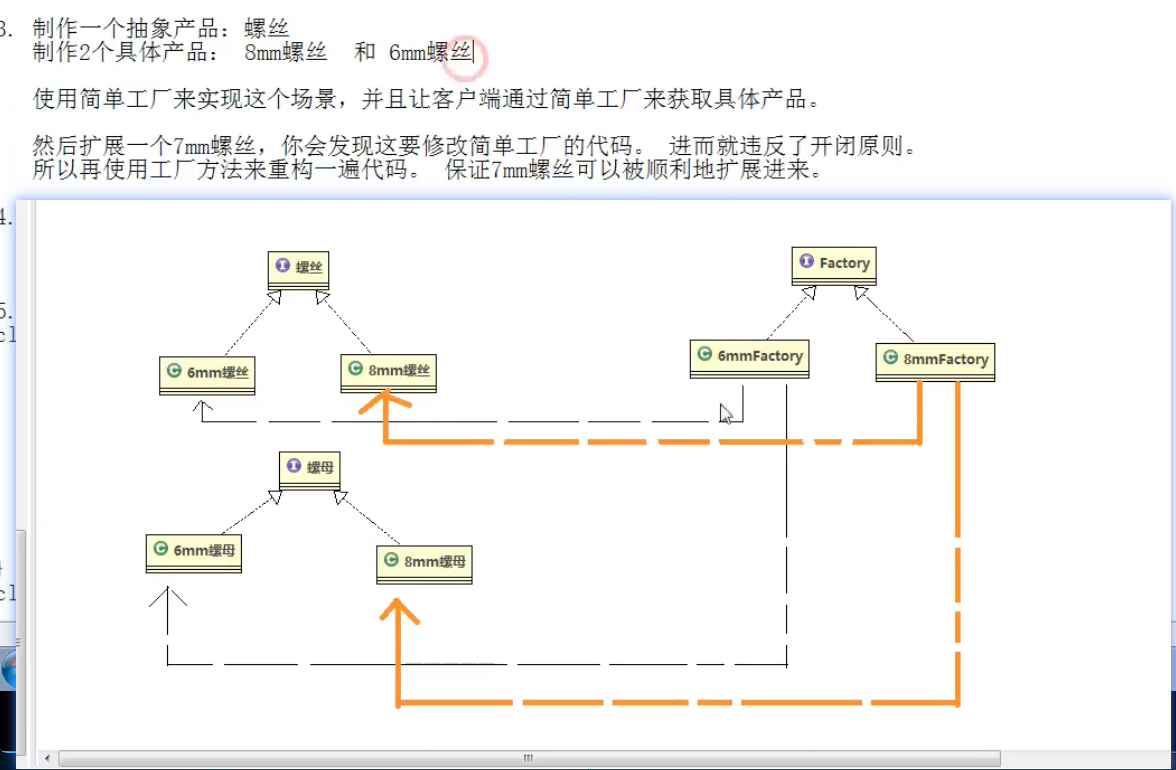 3. 制作一个抽象产品：螺丝
制作2个具体产品： 8mm螺丝 和 6mm螺丝
使用简单工厂来实现这个场景，并且让客户端通过简单工厂来获取具体产品。
然后扩展一个7mm螺丝，你会发现这要修改简单工厂的代码。 进而就违反了开闭原则。
所以再使用工厂方法来重构一遍代码。 保证7mm螺丝可以被顺利地扩展进来。
4.
5.
cl
cl
I 螺丝
I Factory
C 6mm螺丝
C 8mm螺丝
C 6mmFactory
C 8mmFactory
I 螺母
C 6mm螺母
C 8mm螺母